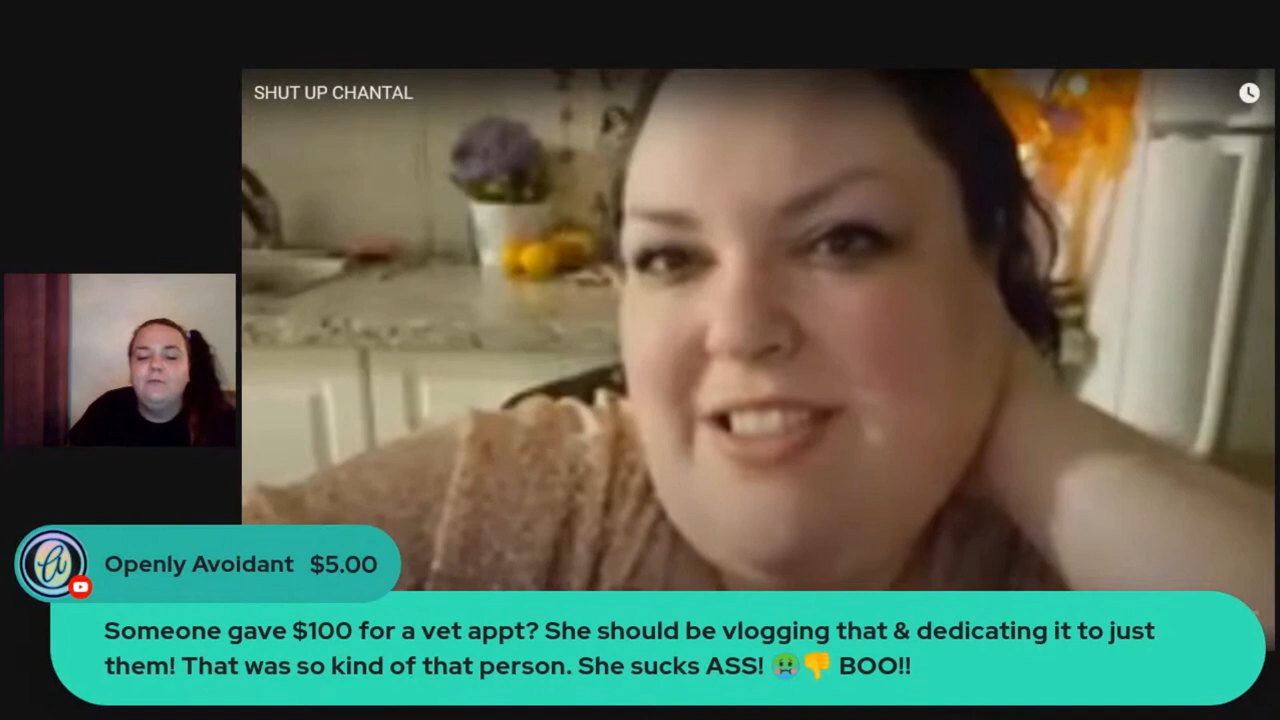 SHUT UP CHANTAL
Openly Avoidant $5.00
Someone gave $100 for a vet appt? She should be vlogging that & dedicating it to just
them! That was so kind of that person. She sucks ASS! 🤢👎 BOO!!